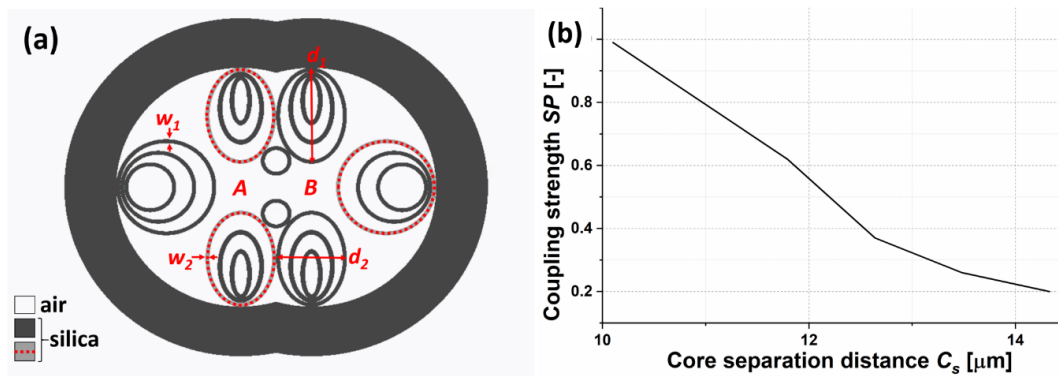 (a)
d₁
w₁
A
B
w₂
d₂
air
silica
(b)
Coupling strength SP [-]
0.8
0.6
0.4
0.2
10
12
14
Core separation distance Cₛ [μm]